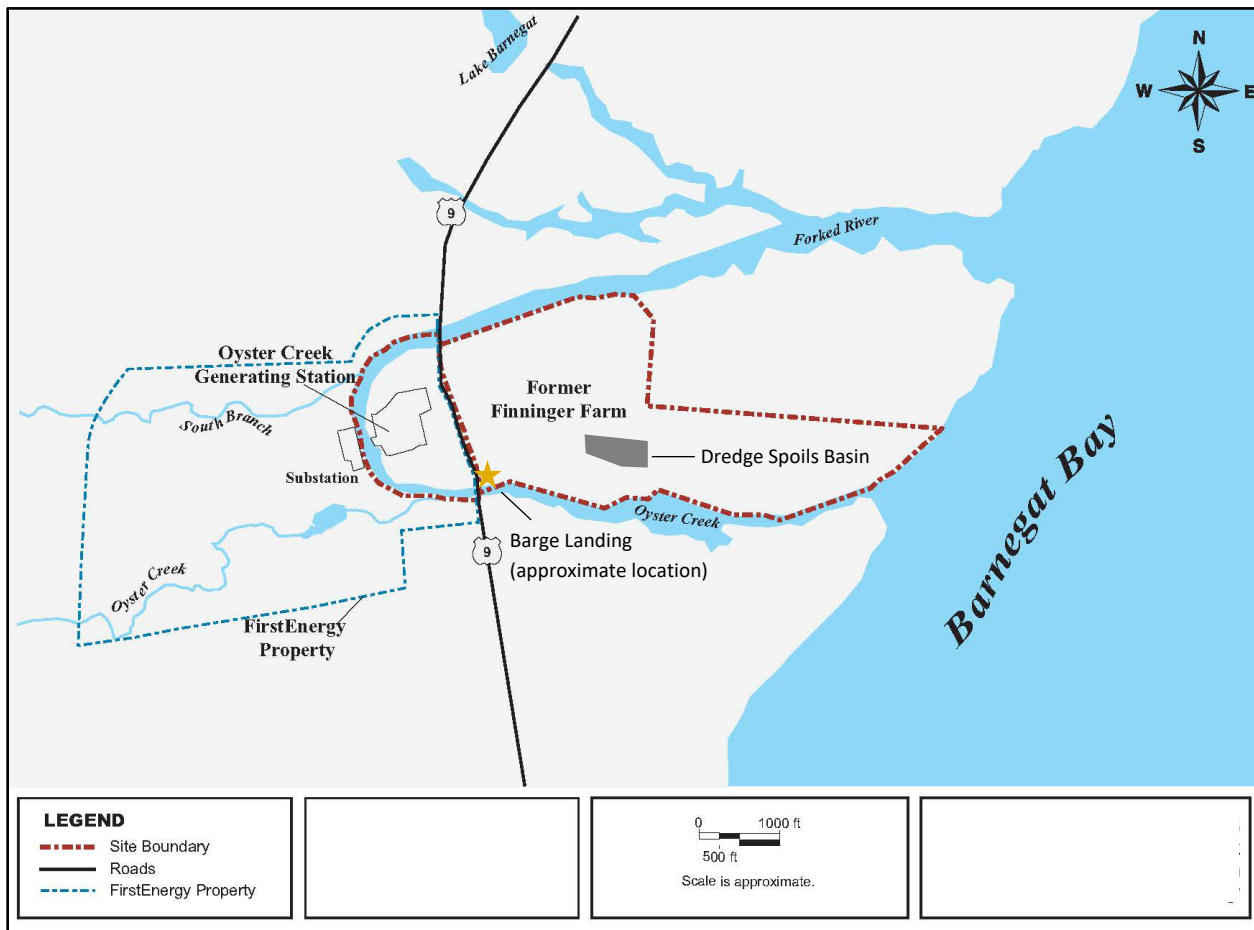 Lake Barnegat
N
W
E
S
9
Forked River
Oyster Creek
Generating Station
Former
Finninger Farm
South Branch
Substation
Dredge Spoils Basin
Oyster Creek
Barge Landing
(approximate location)
9
Oyster Creek
FirstEnergy
Property
Barnegat Bay
LEGEND
Site Boundary
Roads
FirstEnergy Property
0 1000 ft
500 ft
Scale is approximate.